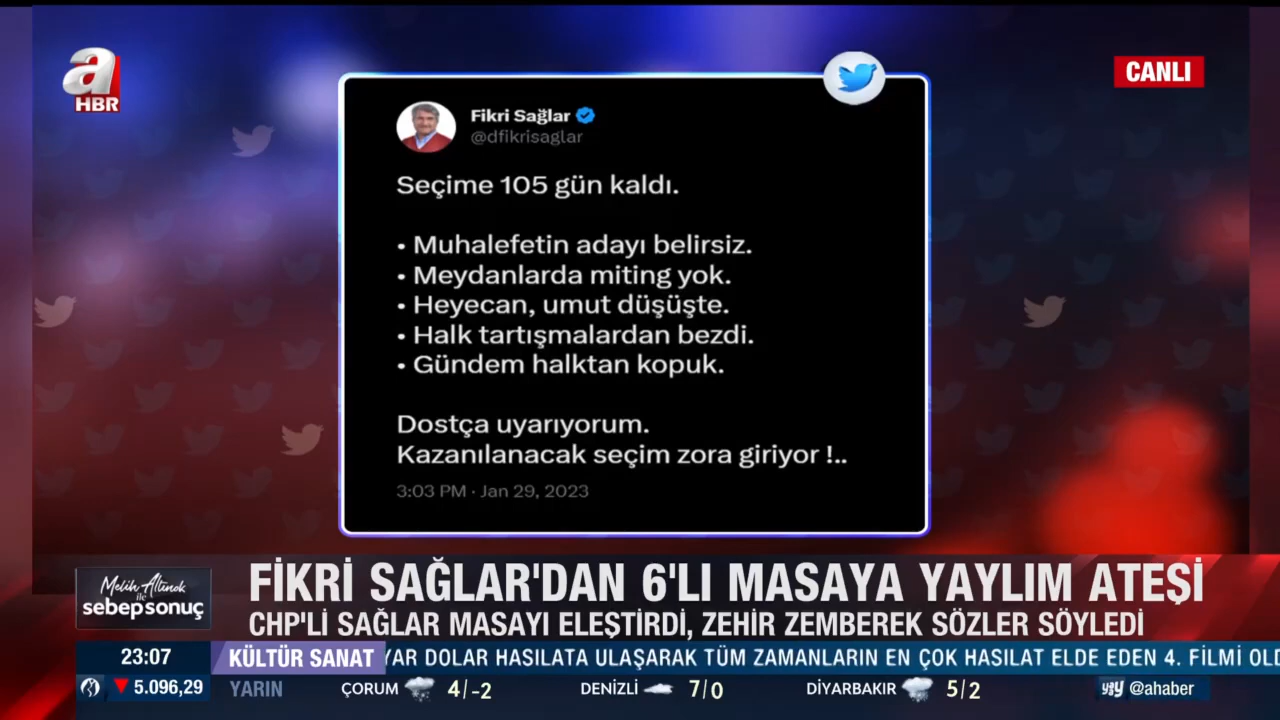 a
HBR
CANLI
Fikri Sağlar
@dfikrisaglar
Seçime 105 gün kaldı.
• Muhalefetin adayı belirsiz.
• Meydanlarda miting yok.
• Heyecan, umut düşüşte.
• Halk tartışmalardan bezdi.
• Gündem halktan kopuk.
Dostça uyarıyorum.
Kazanılanacak seçim zora giriyor !..
3:03 PM · Jan 29, 2023
Melih Altınok
ile
sebep sonuç
FİKRİ SAĞLAR'DAN 6'LI MASAYA YAYLIM ATEŞİ
CHP'Lİ SAĞLAR MASAYI ELEŞTİRDİ, ZEHİR ZEMBEREK SÖZLER SÖYLEDİ
23:07
KÜLTÜR SANAT
YAR DOLAR HASILATA ULAŞARAK TÜM ZAMANLARIN EN ÇOK HASILAT ELDE EDEN 4. FİLMİ OLD
5.096,29
YARIN
ÇORUM 4/-2
DENİZLİ 7/0
DİYARBAKIR 5/2
@ahaber